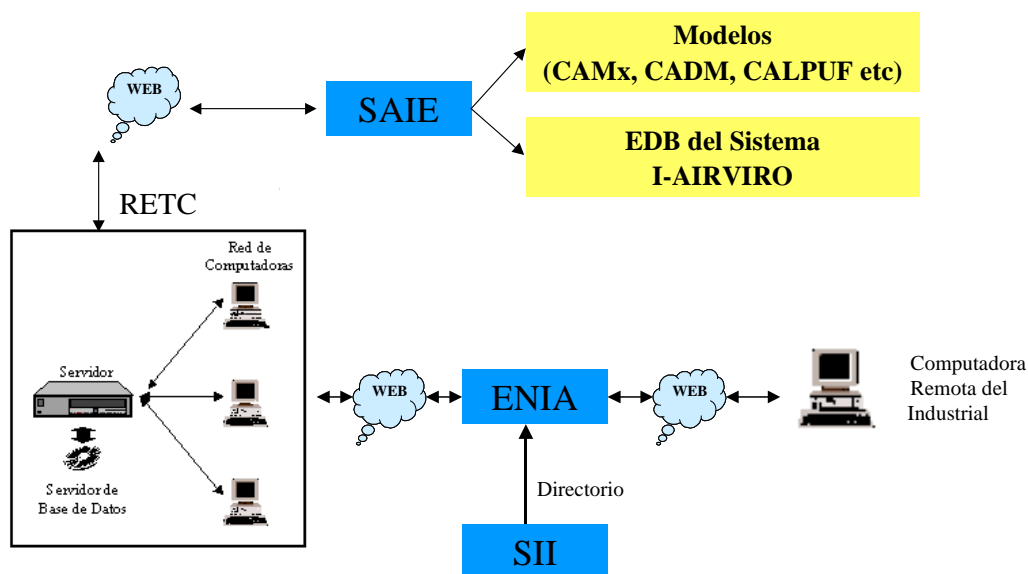 Modelos
(CAMx, CADM, CALPUF etc)
WEB
SAIE
EDB del Sistema
I-AIRVIRO
RETC
Red de
Computadoras
Servidor
Servidor de
Base de Datos
WEB
ENIA
WEB
Computadora
Remota del
Industrial
Directorio
SII